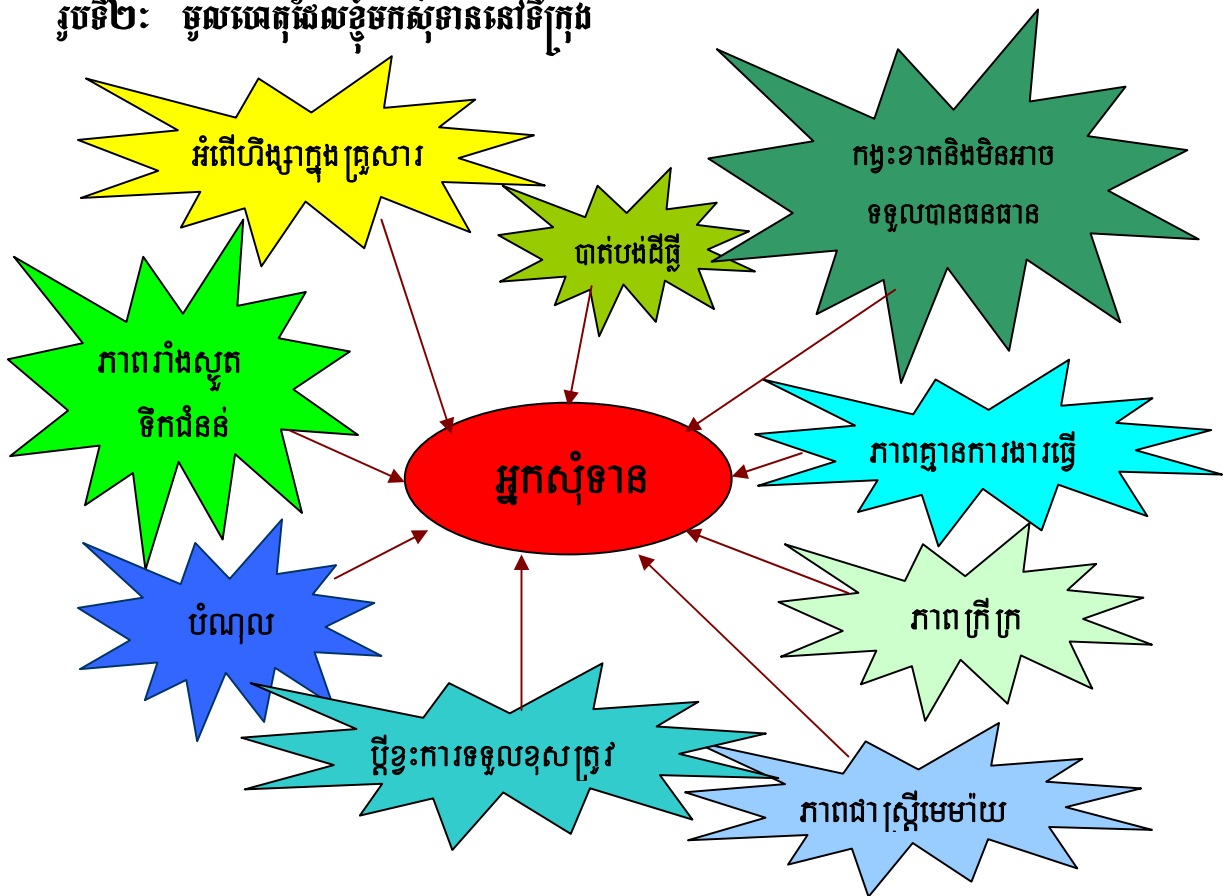 រូបទី២: មូលហេតុដែលខ្ញុំមកសុំទាននៅទីក្រុង
អំពើហឹង្សាក្នុងគ្រួសារ
កង្វះខាតនិងមិនអាច
ទទួលបានធនធាន
បាត់បង់ដីធ្លី
ភាពរាំងស្ងួត
ទឹកជំនន់
ភាពគ្មានការងារធ្វើ
អ្នកសុំទាន
បំណុល
ភាពក្រីក្រ
ប្តីខ្វះការទទួលខុសត្រូវ
ភាពជាស្ត្រីមេម៉ាយ